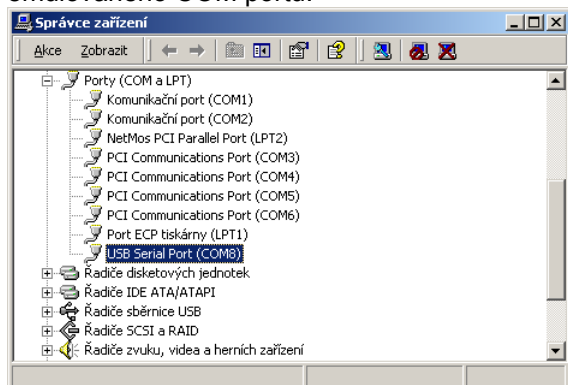 emulovaného COM portu.
Správce zařízení
Akce Zobrazit
Porty (COM a LPT)
Komunikační port (COM1)
Komunikační port (COM2)
NetMos PCI Parallel Port (LPT2)
PCI Communications Port (COM3)
PCI Communications Port (COM4)
PCI Communications Port (COM5)
PCI Communications Port (COM6)
Port ECP tiskárny (LPT1)
USB Serial Port (COM8)
Řadiče disketových jednotek
Řadiče IDE ATA/ATAPI
Řadiče sběrnice USB
Řadiče SCSI a RAID
Řadiče zvuku, videa a herních zařízení